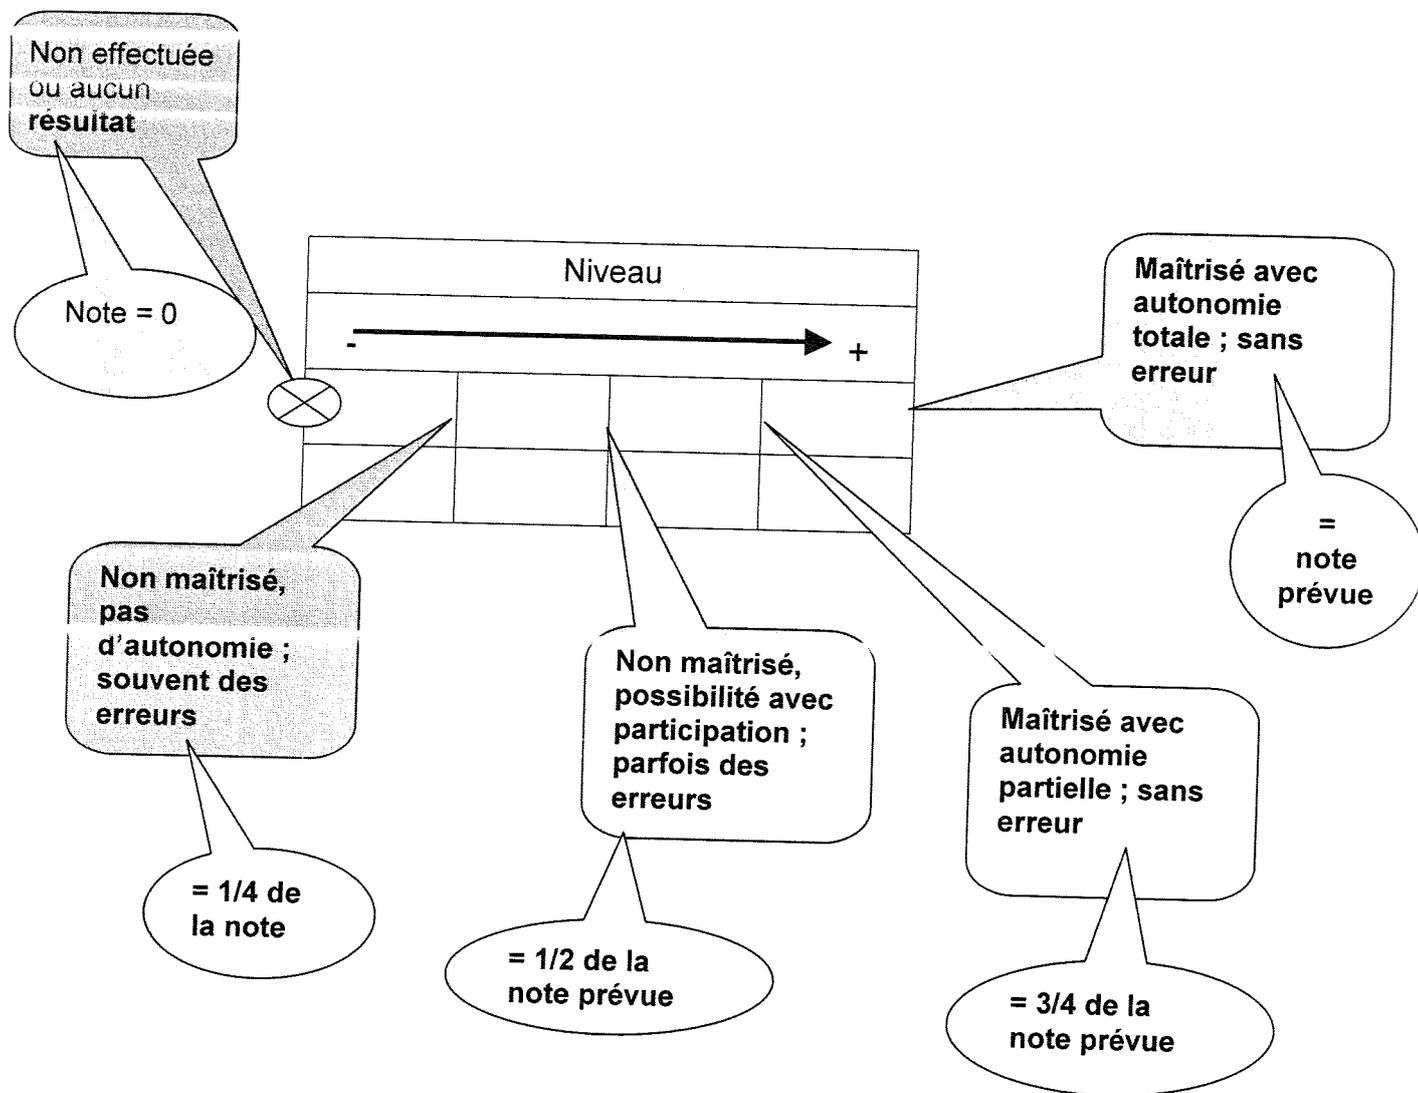 Non effectuée
ou aucun
résultat
Note = 0
Niveau
-
+
Maîtrisé avec
autonomie
totale ; sans
erreur
=
note
prévue
Non maîtrisé,
pas
d'autonomie ;
souvent des
erreurs
= 1/4 de
la note
Non maîtrisé,
possibilité avec
participation ;
parfois des
erreurs
= 1/2 de la
note prévue
Maîtrisé avec
autonomie
partielle ; sans
erreur
= 3/4 de la
note prévue